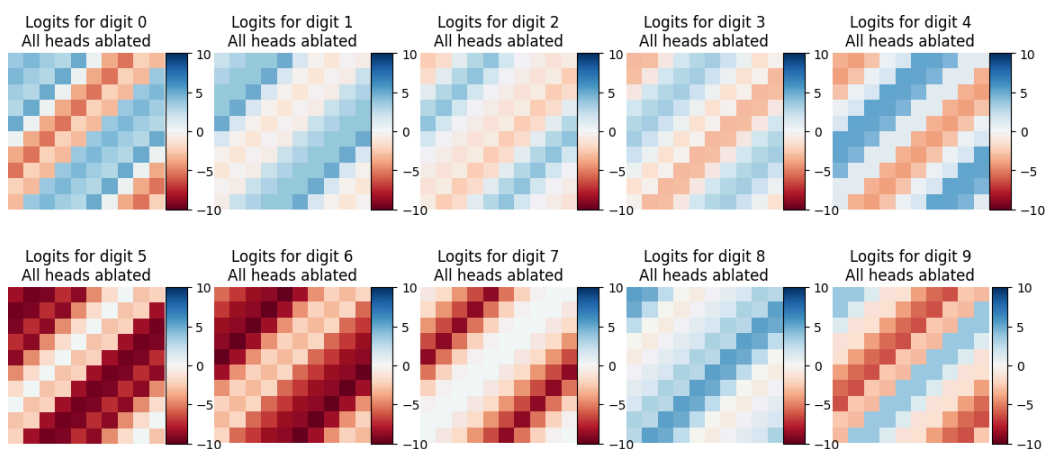 Logits for digit 0
All heads ablated
Logits for digit 1
All heads ablated
Logits for digit 2
All heads ablated
Logits for digit 3
All heads ablated
Logits for digit 4
All heads ablated
10
5
0
−5
−10
10
5
0
−5
−10
10
5
0
−5
−10
10
5
0
−5
−10
10
5
0
−5
−10
Logits for digit 5
All heads ablated
Logits for digit 6
All heads ablated
Logits for digit 7
All heads ablated
Logits for digit 8
All heads ablated
Logits for digit 9
All heads ablated
10
5
0
−5
−10
10
5
0
−5
−10
10
5
0
−5
−10
10
5
0
−5
−10
10
5
0
−5
−10